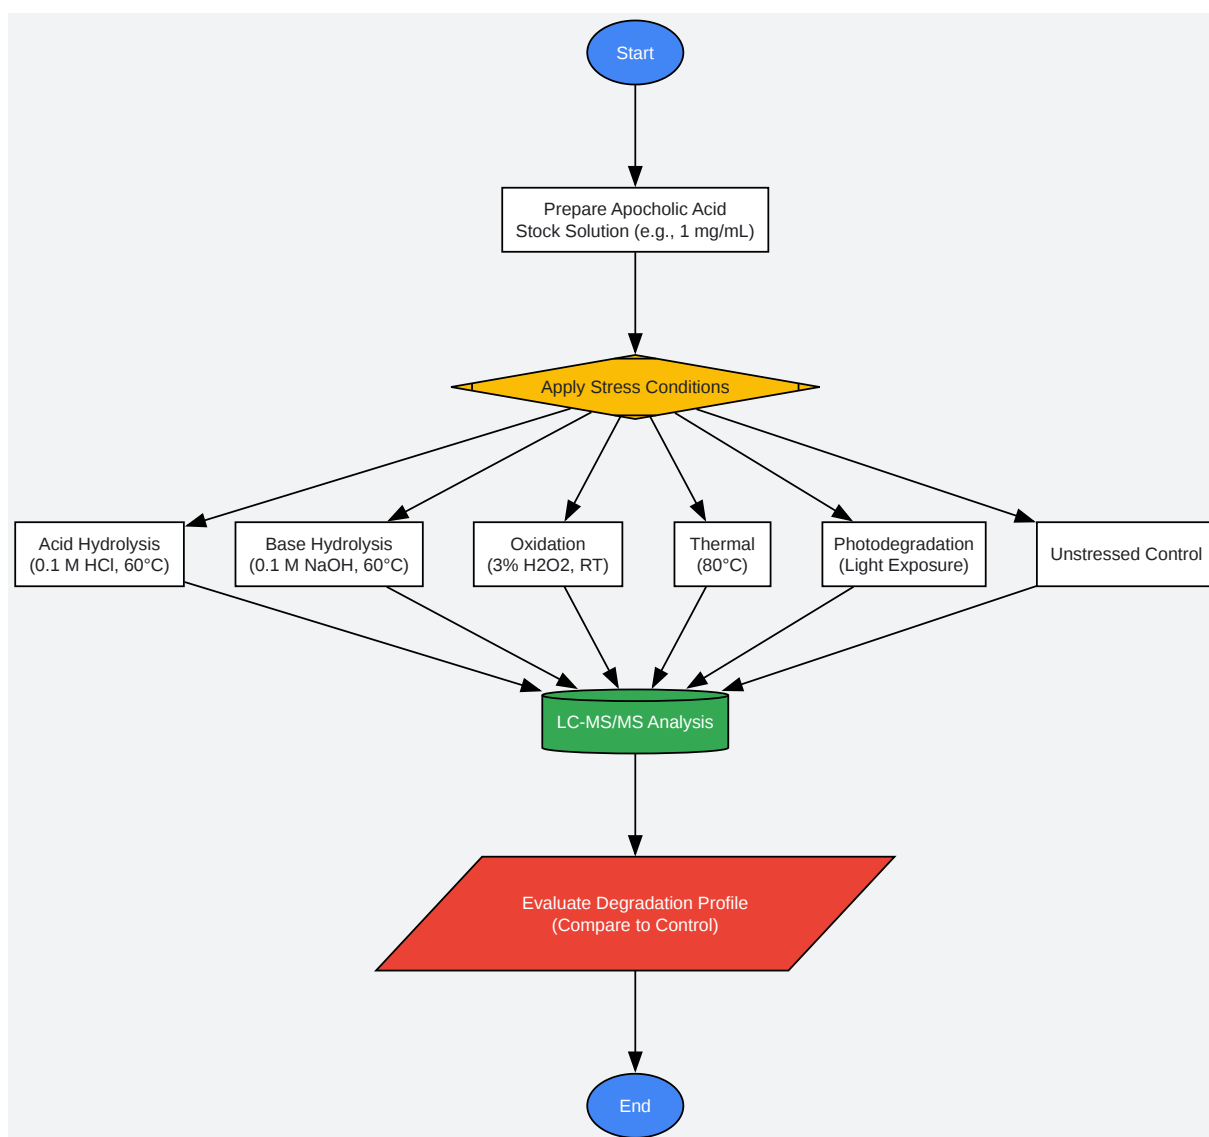 Start
Prepare Apocholic Acid
Stock Solution (e.g., 1 mg/mL)
Apply Stress Conditions
Acid Hydrolysis
(0.1 M HCl, 60°C)
Base Hydrolysis
(0.1 M NaOH, 60°C)
Oxidation
(3% H2O2, RT)
Thermal
(80°C)
Photodegradation
(Light Exposure)
Unstressed Control
LC-MS/MS Analysis
Evaluate Degradation Profile
(Compare to Control)
End